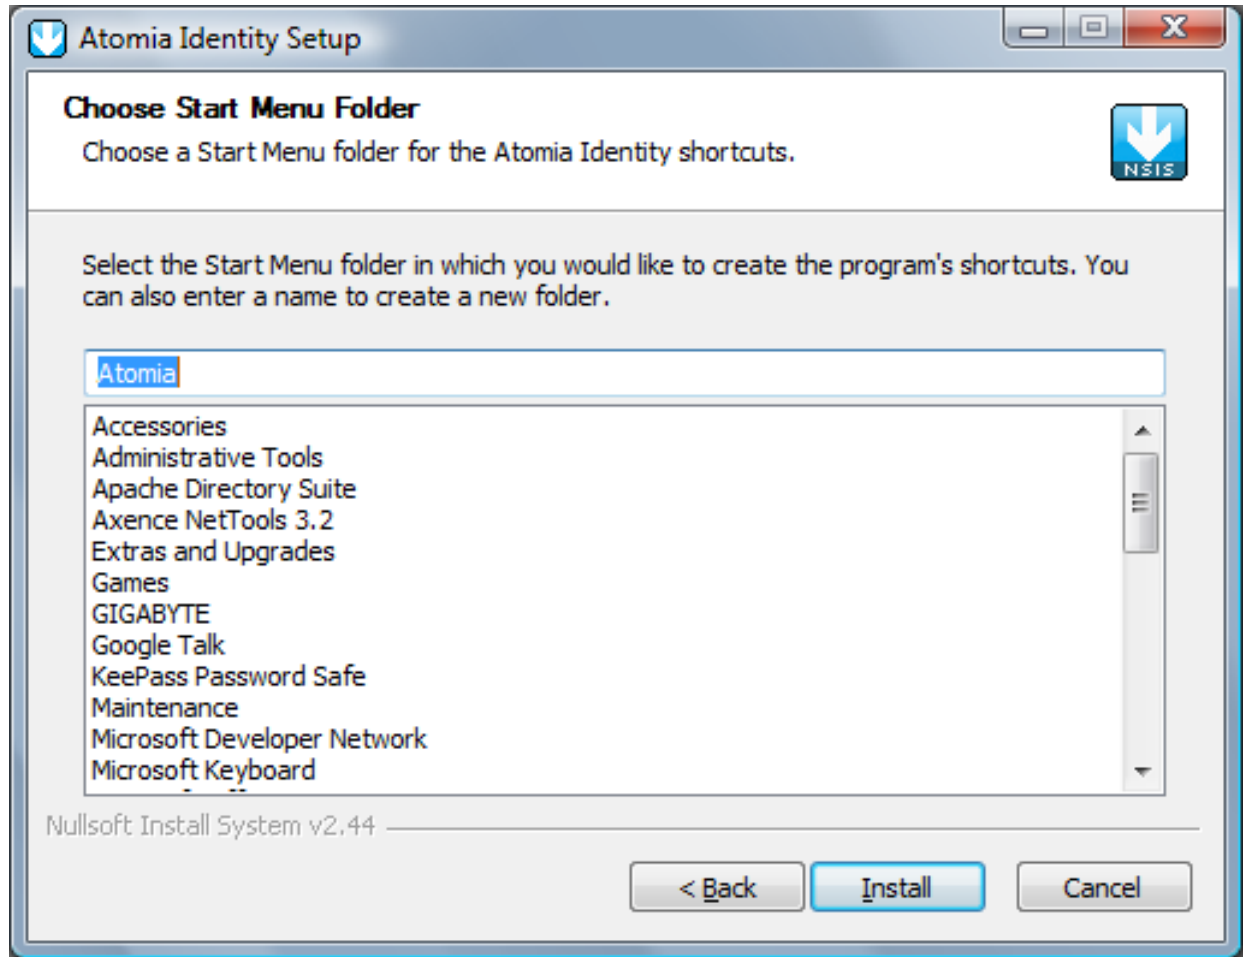 Atomia Identity Setup
Choose Start Menu Folder
Choose a Start Menu folder for the Atomia Identity shortcuts.
NSIS
Select the Start Menu folder in which you would like to create the program's shortcuts. You
can also enter a name to create a new folder.
Atomia
Accessories
Administrative Tools
Apache Directory Suite
Axence NetTools 3.2
Extras and Upgrades
Games
GIGABYTE
Google Talk
KeePass Password Safe
Maintenance
Microsoft Developer Network
Microsoft Keyboard
Nullsoft Install System v2.44
< Back
Install
Cancel